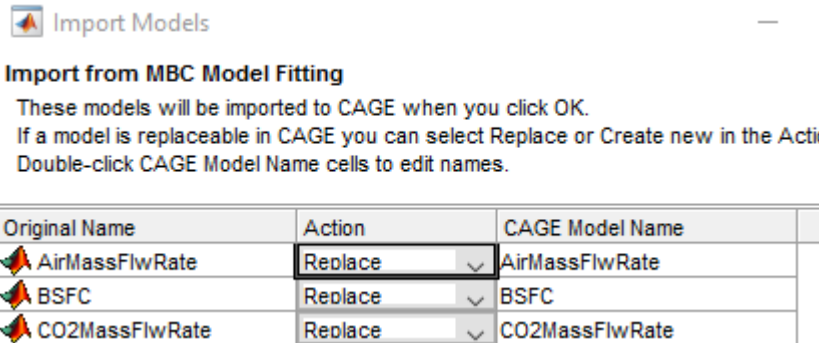 Import Models
Import from MBC Model Fitting
These models will be imported to CAGE when you click OK.
If a model is replaceable in CAGE you can select Replace or Create new in the
Double-click CAGE Model Name cells to edit names.
Original Name Action CAGE Model Name
AirMassFlwRate Replace AirMassFlwRate
BSFC Replace BSFC
CO2MassFlwRate Replace CO2MassFlwRate